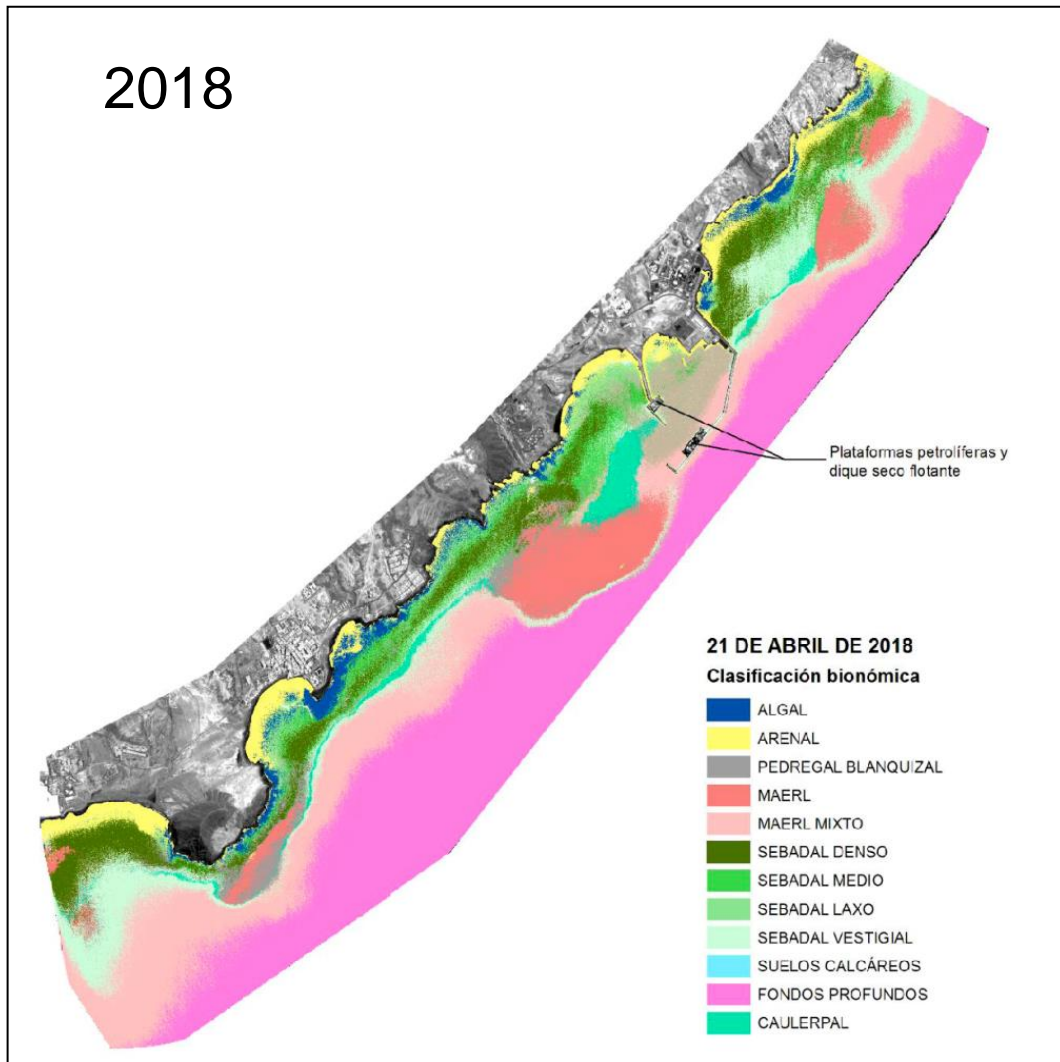 2018
Plataformas petrolíferas y
dique seco flotante
21 DE ABRIL DE 2018
Clasificación bionómica
ALGAL
ARENAL
PEDREGAL BLANQUIZAL
MAERL
MAERL MIXTO
SEBADAL DENSO
SEBADAL MEDIO
SEBADAL LAXO
SEBADAL VESTIGIAL
SUELOS CALCÁREOS
FONDOS PROFUNDOS
CAULERPAL